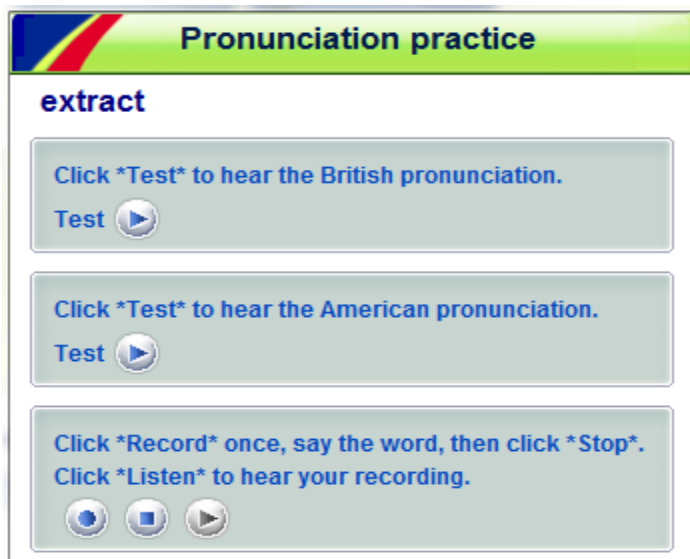 Pronunciation practice
extract
Click *Test* to hear the British pronunciation.
Test
Click *Test* to hear the American pronunciation.
Test
Click *Record* once, say the word, then click *Stop*.
Click *Listen* to hear your recording.